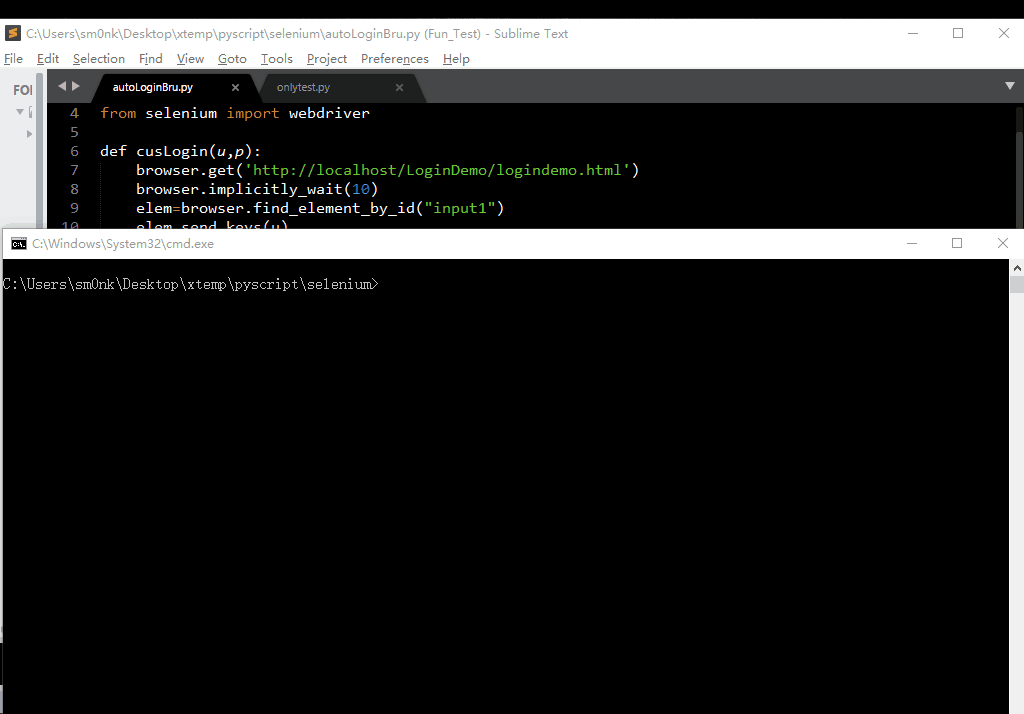 C:\Users\sm0nk\Desktop\xtemp\pyscript\selenium\autoLoginBru.py (Fun_Test) - Sublime Text
File Edit Selection Find View Goto Tools Project Preferences Help
autoLoginBru.py onlytest.py
4 from selenium import webdriver
5
6 def cusLogin(u,p):
7 browser.get('http://localhost/LoginDemo/logindemo.html')
8 browser.implicitly_wait(10)
9 elem=browser.find_element_by_id("input1")
10 elem.send_keys(u)
C:\Windows\System32\cmd.exe
C:\Users\sm0nk\Desktop\xtemp\pyscript\selenium>